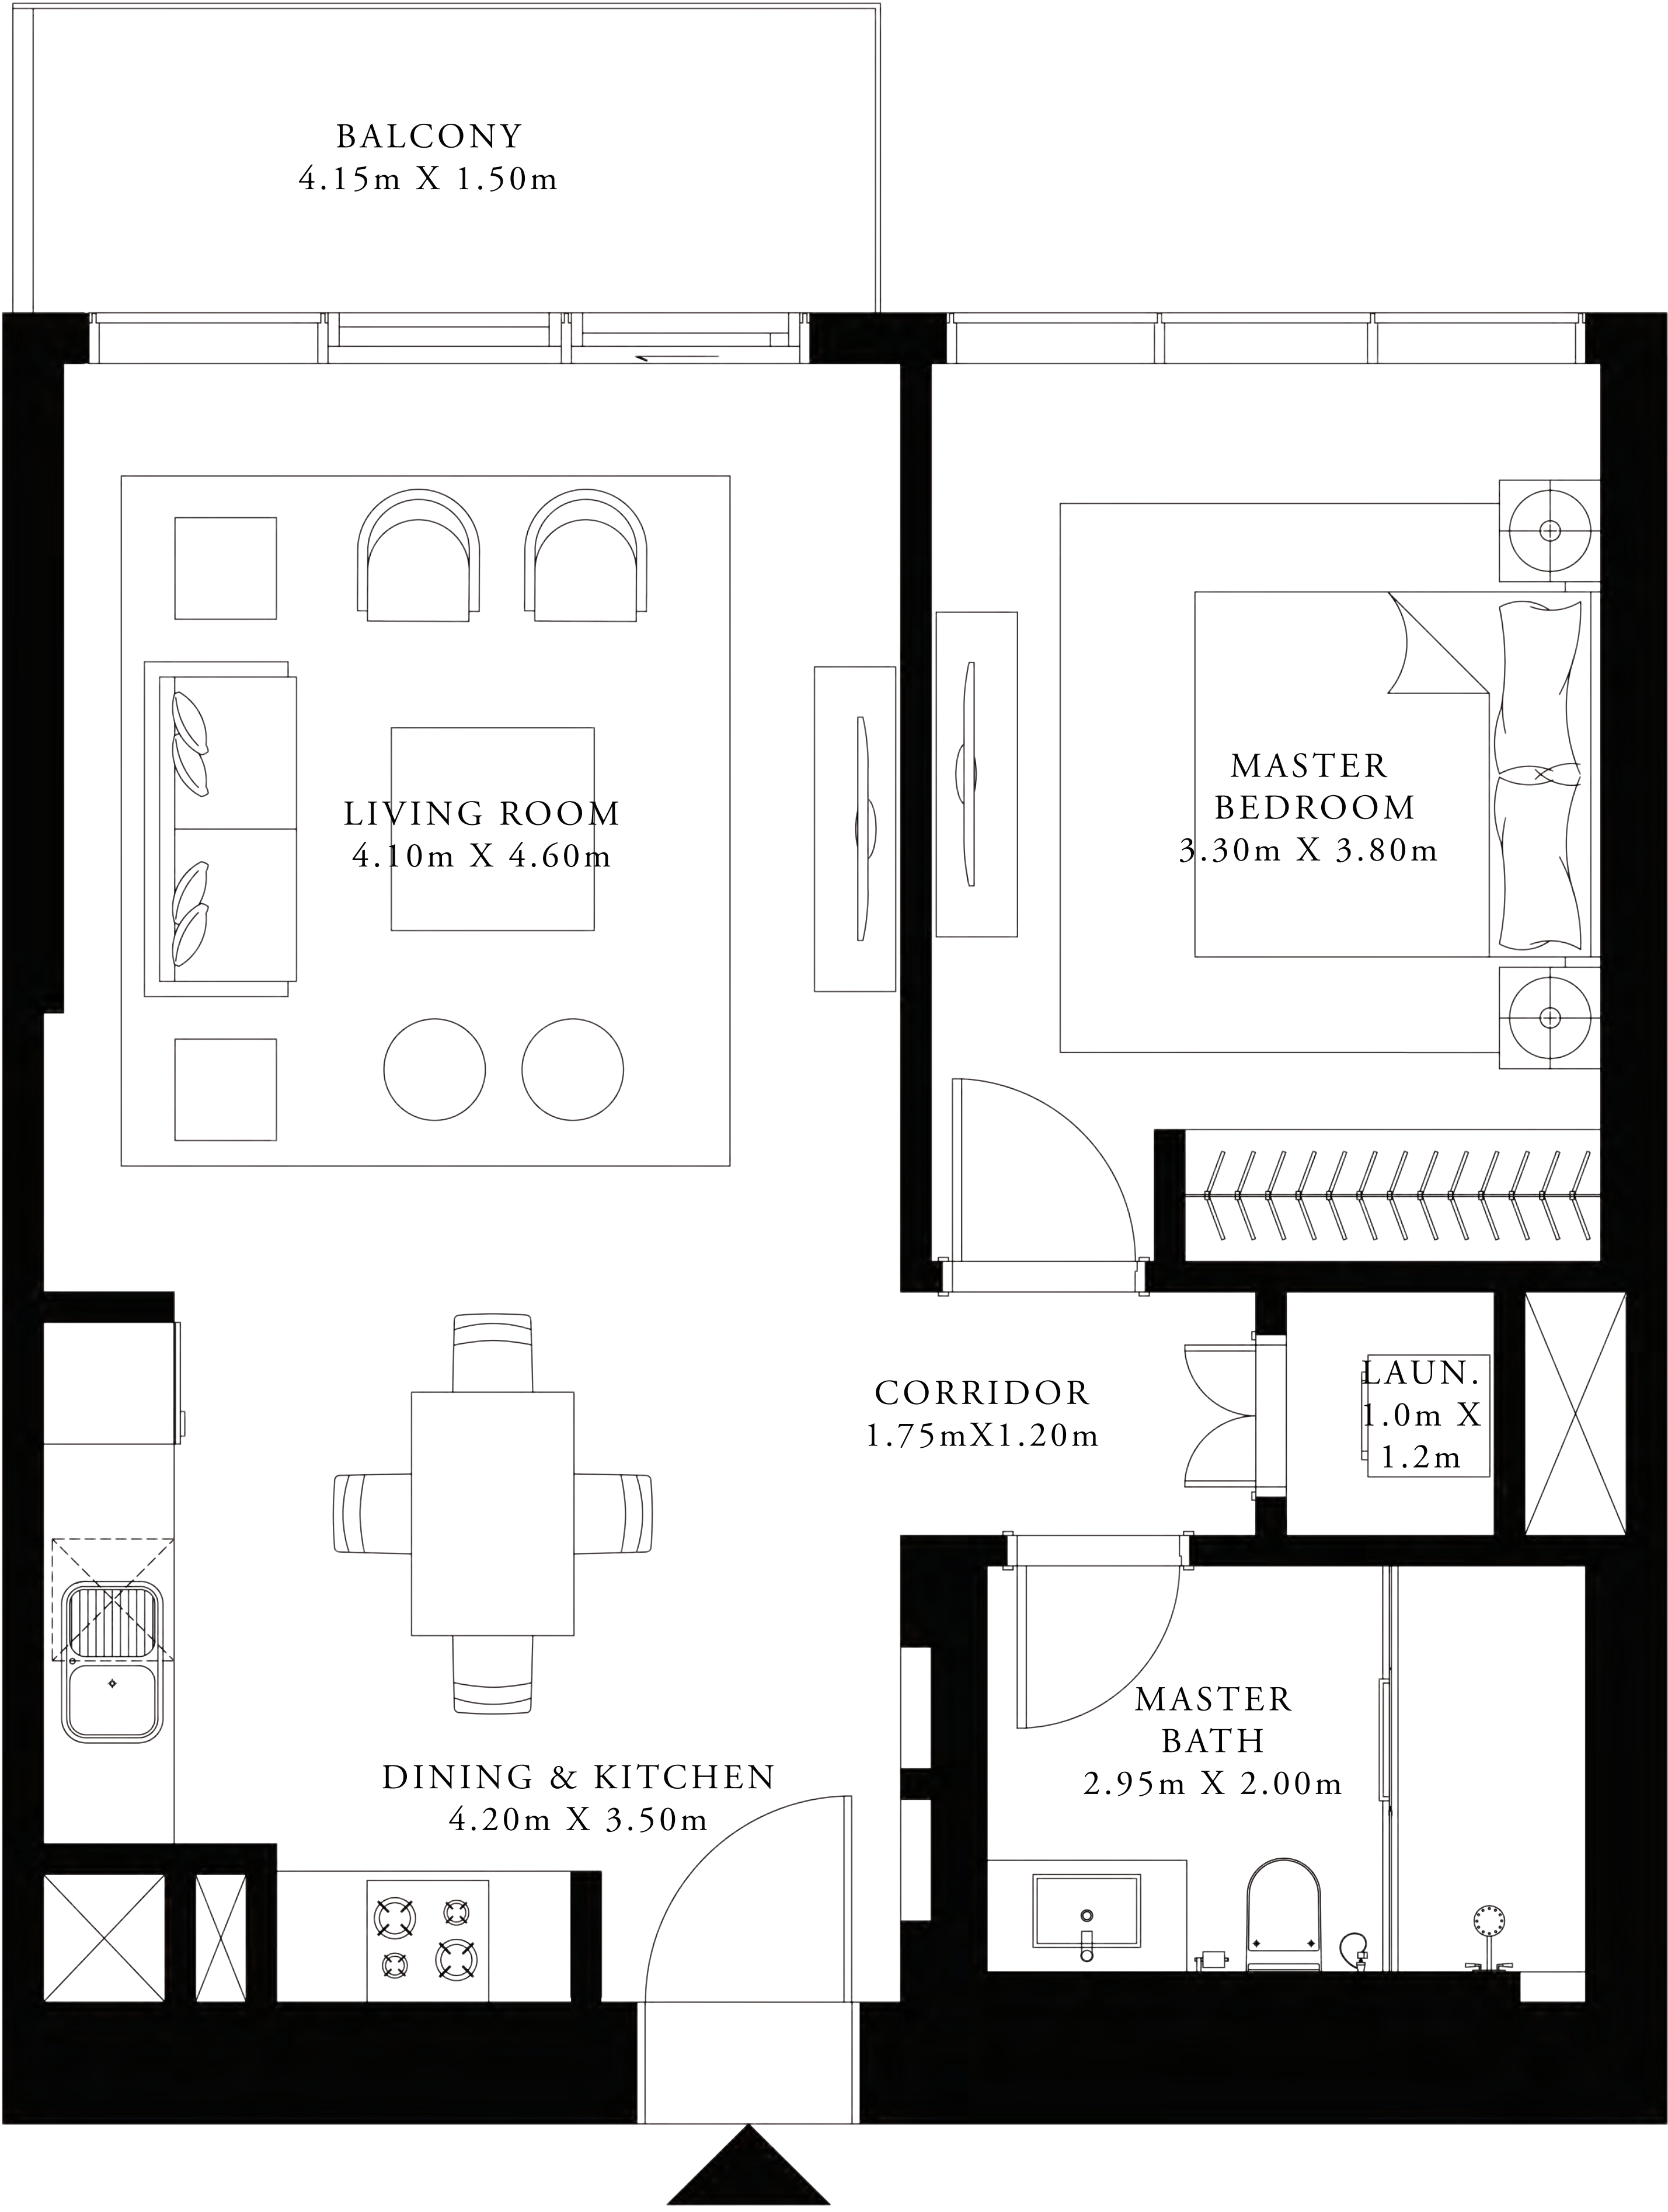 BALCONY
4.15m X 1.50m
LIVING ROOM
4.10m X 4.60m
MASTER
BEDROOM
3.30m X 3.80m
CORRIDOR
1.75mX1.20m
LAUN.
1.0m X
1.2m
MASTER
BATH
2.95m X 2.00m
DINING & KITCHEN
4.20m X 3.50m